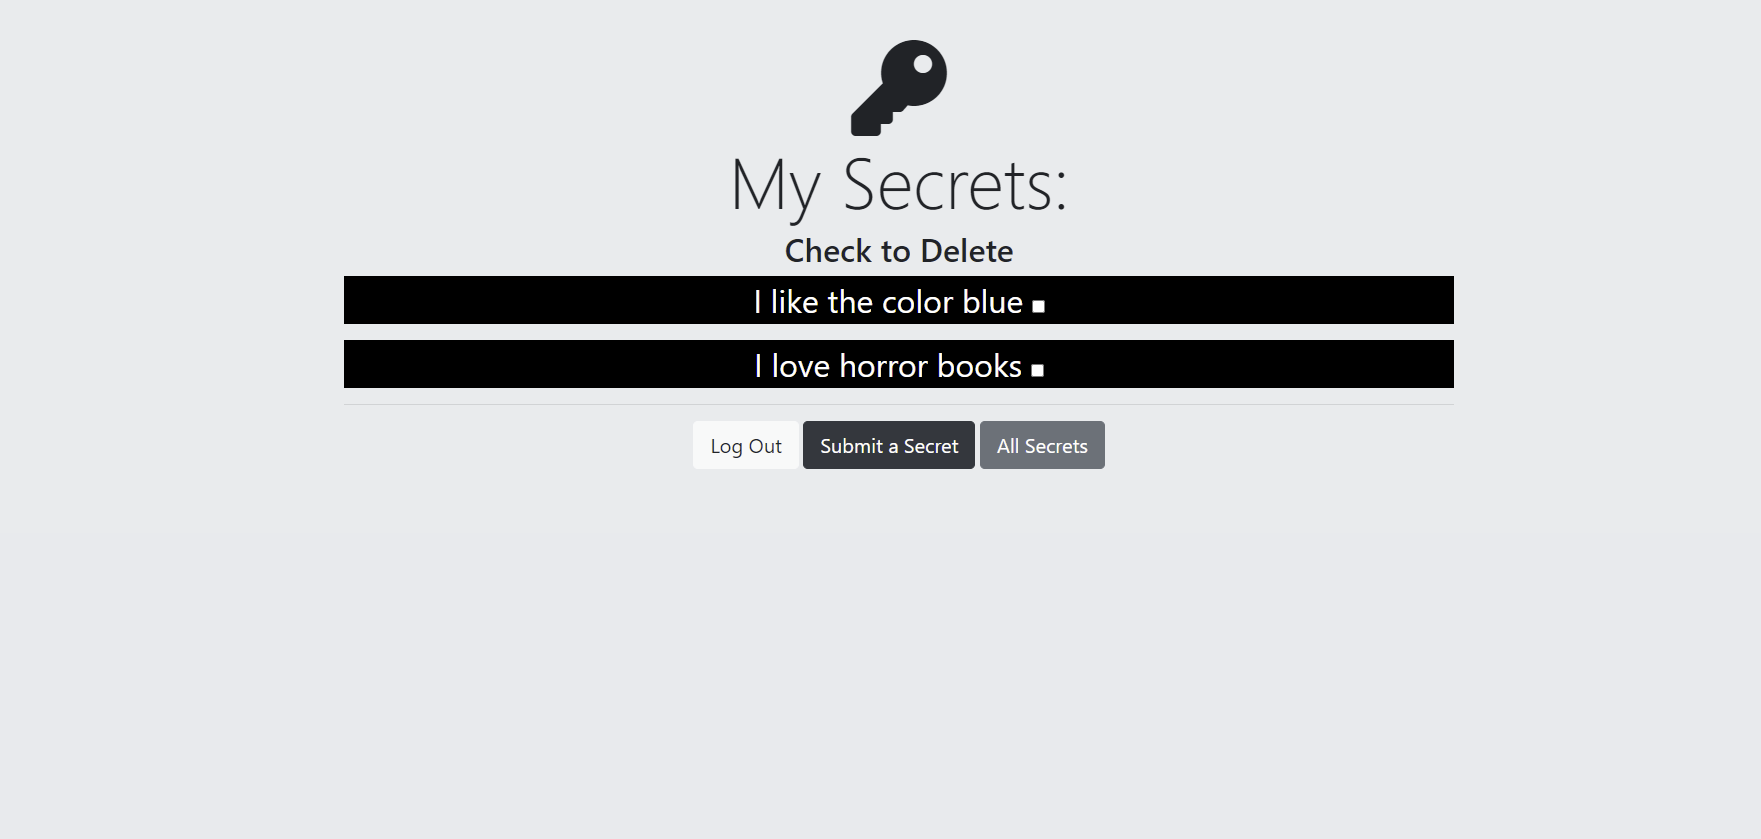 My Secrets:
Check to Delete
I like the color blue
I love horror books
Log Out Submit a Secret All Secrets